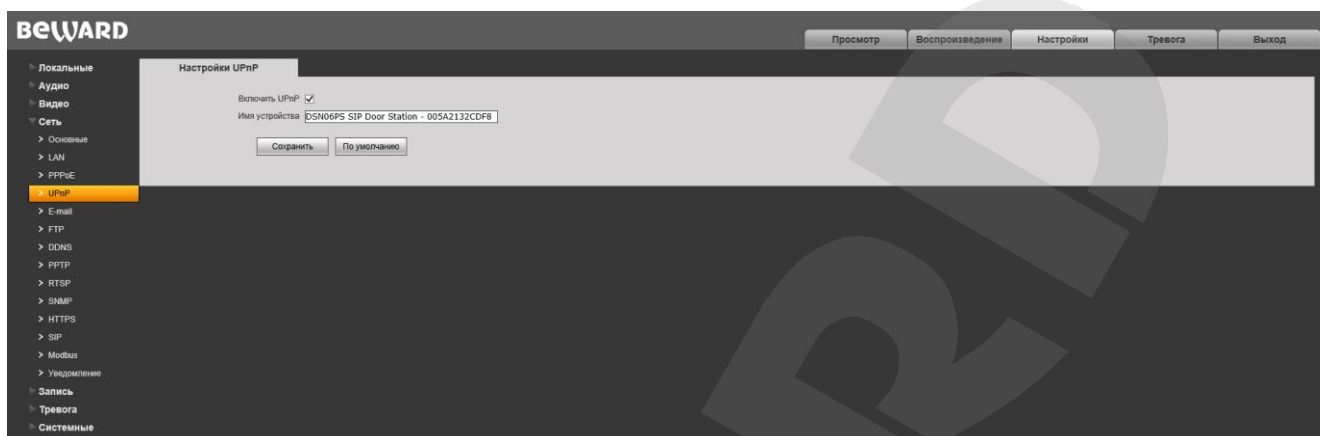 BEWARD
Просмотр Воспроизведение Настройки Тревога Выход
Локальные
Аудио
Видео
Сеть
> Основные
> LAN
> PPPoE
> UPnP
> E-mail
> FTP
> DDNS
> PPTP
> RTSP
> SNMP
> HTTPS
> SIP
> Modbus
> Уведомление
Запись
Тревога
Системные
Настройки UPnP
Включить UPnP
Имя устройства DSN06PS SIP Door Station - 005A2132CDF8
Сохранить По умолчанию
RD